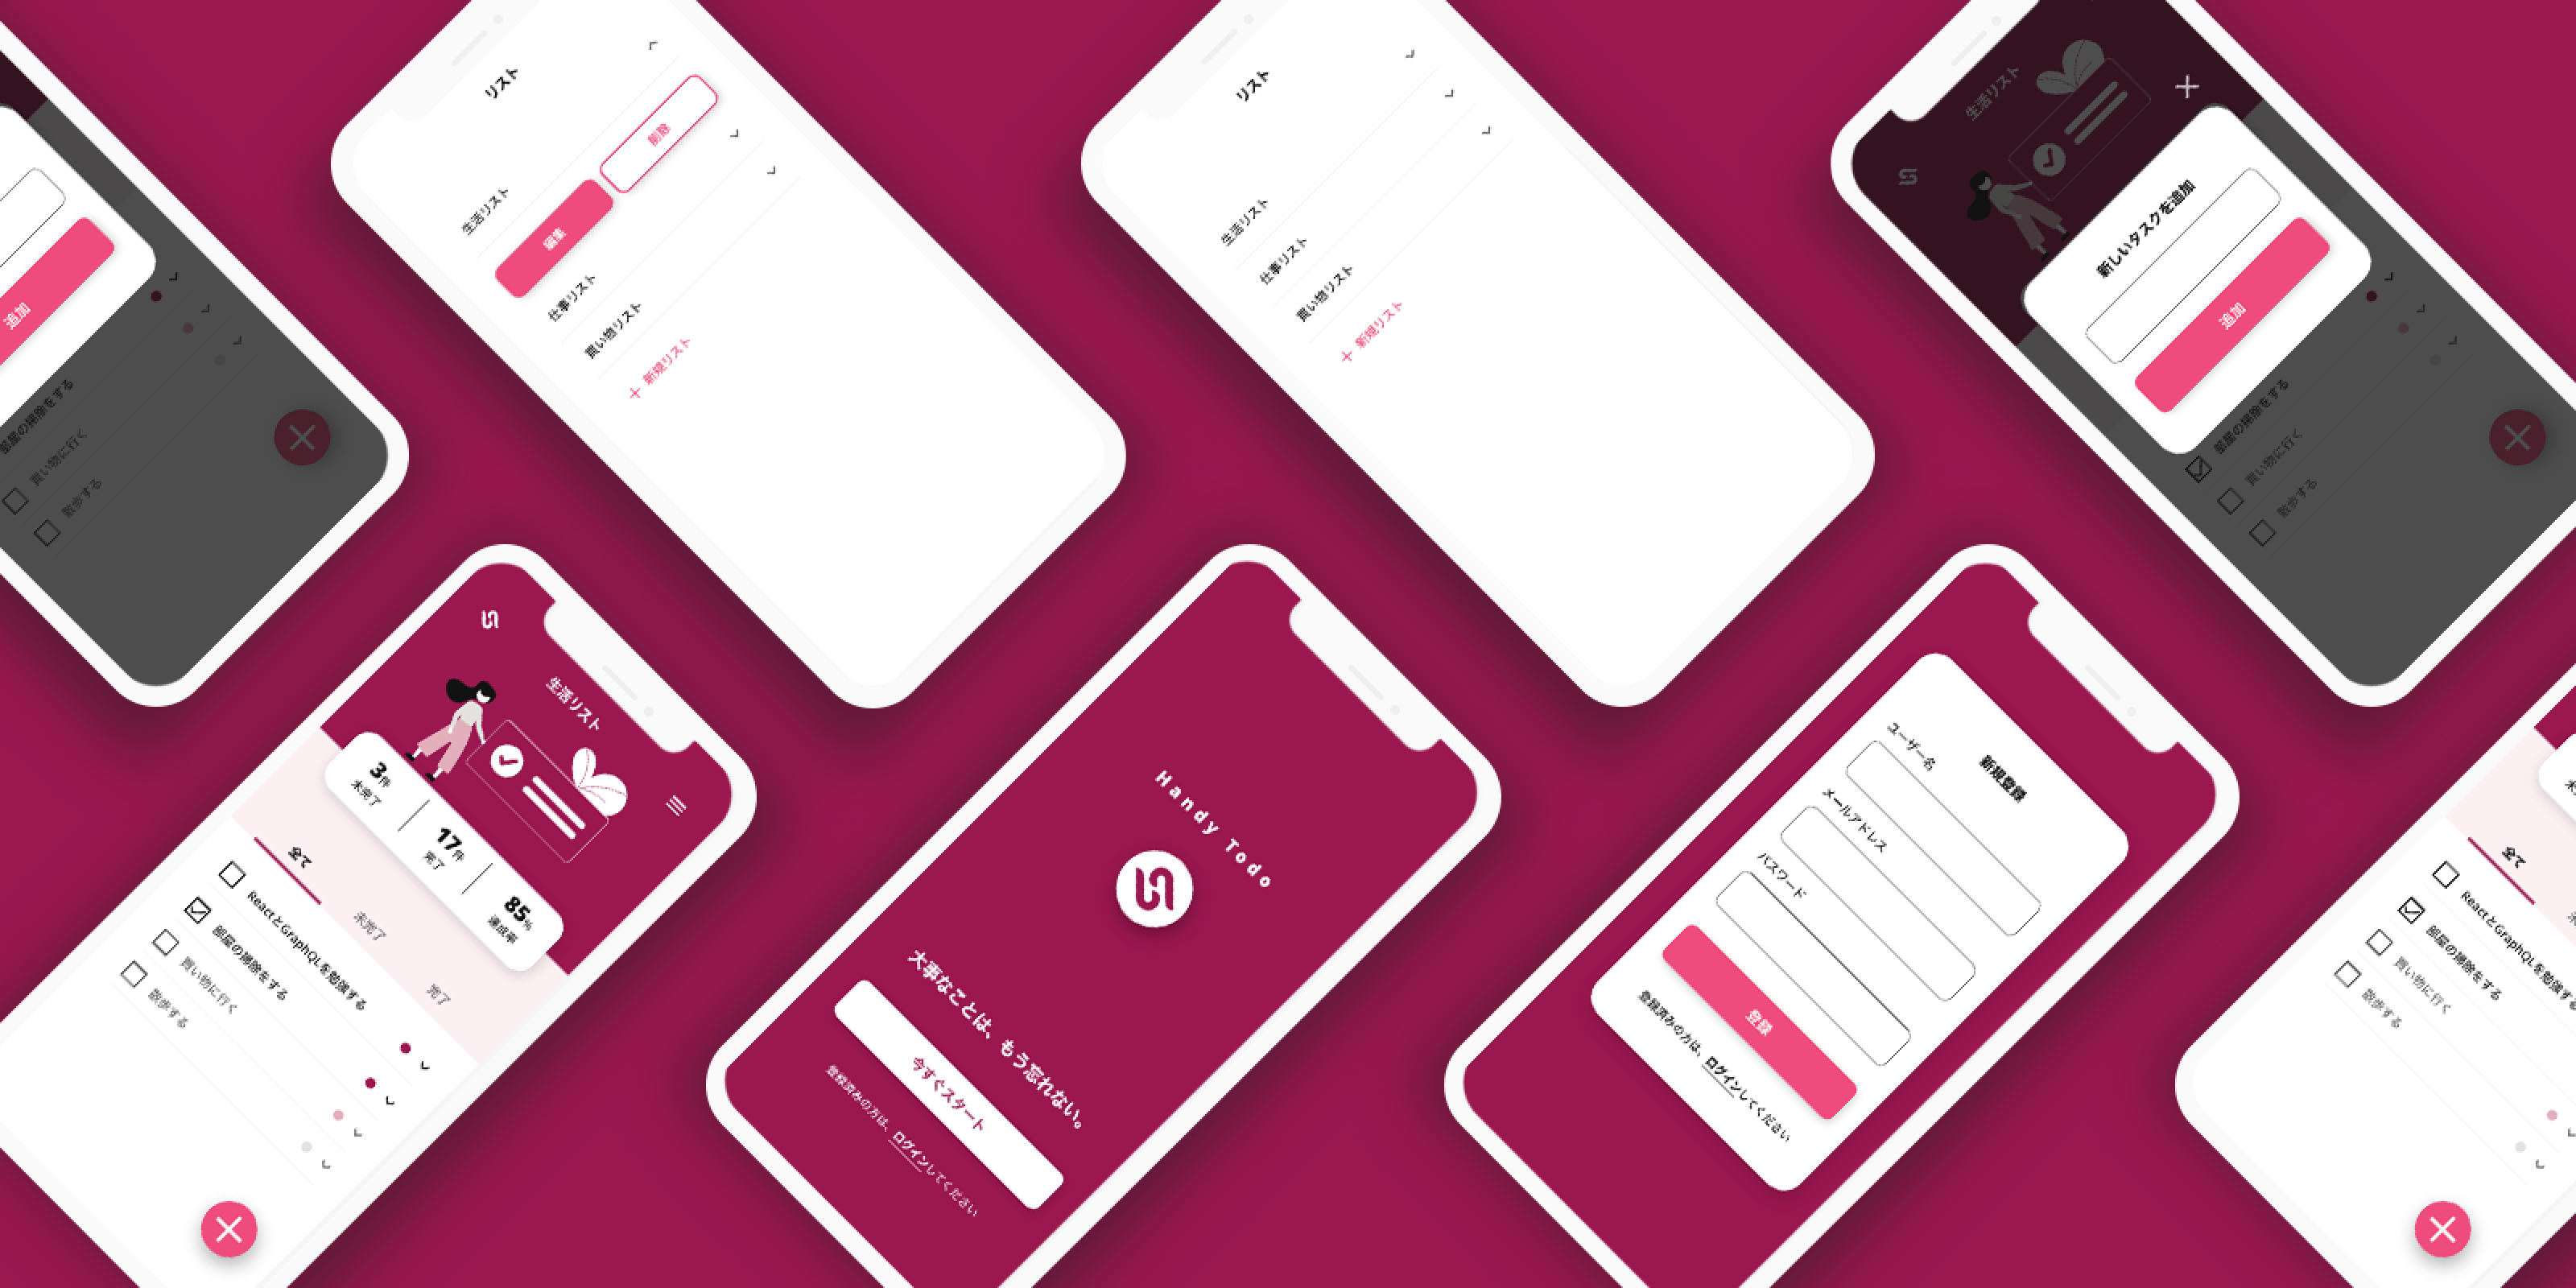 追加
部屋の掃除をする
買い物に行く
散歩する
リスト
生活リスト
編集
削除
仕事リスト
買い物リスト
+ 新規リスト
リスト
生活リスト
仕事リスト
買い物リスト
+ 新規リスト
生活リスト
新しいタスクを追加
追加
部屋の掃除をする
買い物に行く
散歩する
生活リスト
3件
未完了
17件
完了
85%
達成率
全て
未完了
完了
ReactとGraphQLを勉強する
部屋の掃除をする
買い物に行く
散歩する
Handy Todo
大事なことは、もう忘れない。
今すぐスタート
登録済みの方は、ログインしてください
新規登録
ユーザー名
メールアドレス
パスワード
登録
登録済みの方は、ログインしてください
全て
ReactとGraphQLを勉強する
部屋の掃除をする
買い物に行く
散歩する